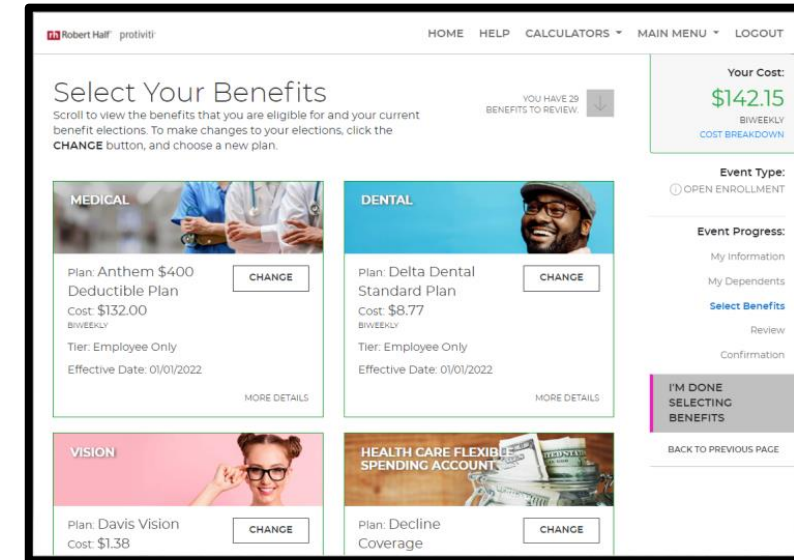 rh Robert Half® protiviti®
HOME HELP CALCULATORS MAIN MENU LOGOUT
Select Your Benefits
Scroll to view the benefits that you are eligible for and your current
benefit elections. To make changes to your elections, click the
CHANGE button, and choose a new plan.
YOU HAVE 29
BENEFITS TO REVIEW.
MEDICAL
Plan: Anthem $400
Deductible Plan
CHANGE
Cost: $132.00
BIWEEKLY
Tier: Employee Only
Effective Date: 01/01/2022
MORE DETAILS
DENTAL
Plan: Delta Dental
Standard Plan
CHANGE
Cost: $8.77
BIWEEKLY
Tier: Employee Only
Effective Date: 01/01/2022
MORE DETAILS
VISION
Plan: Davis Vision
Cost: $1.38
CHANGE
HEALTH CARE FLEXIBLE
SPENDING ACCOUNT
Plan: Decline
Coverage
CHANGE
Your Cost:
$142.15
BIWEEKLY
COST BREAKDOWN
Event Type:
OPEN ENROLLMENT
Event Progress:
My Information
My Dependents
Select Benefits
Review
Confirmation
I'M DONE
SELECTING
BENEFITS
BACK TO PREVIOUS PAGE